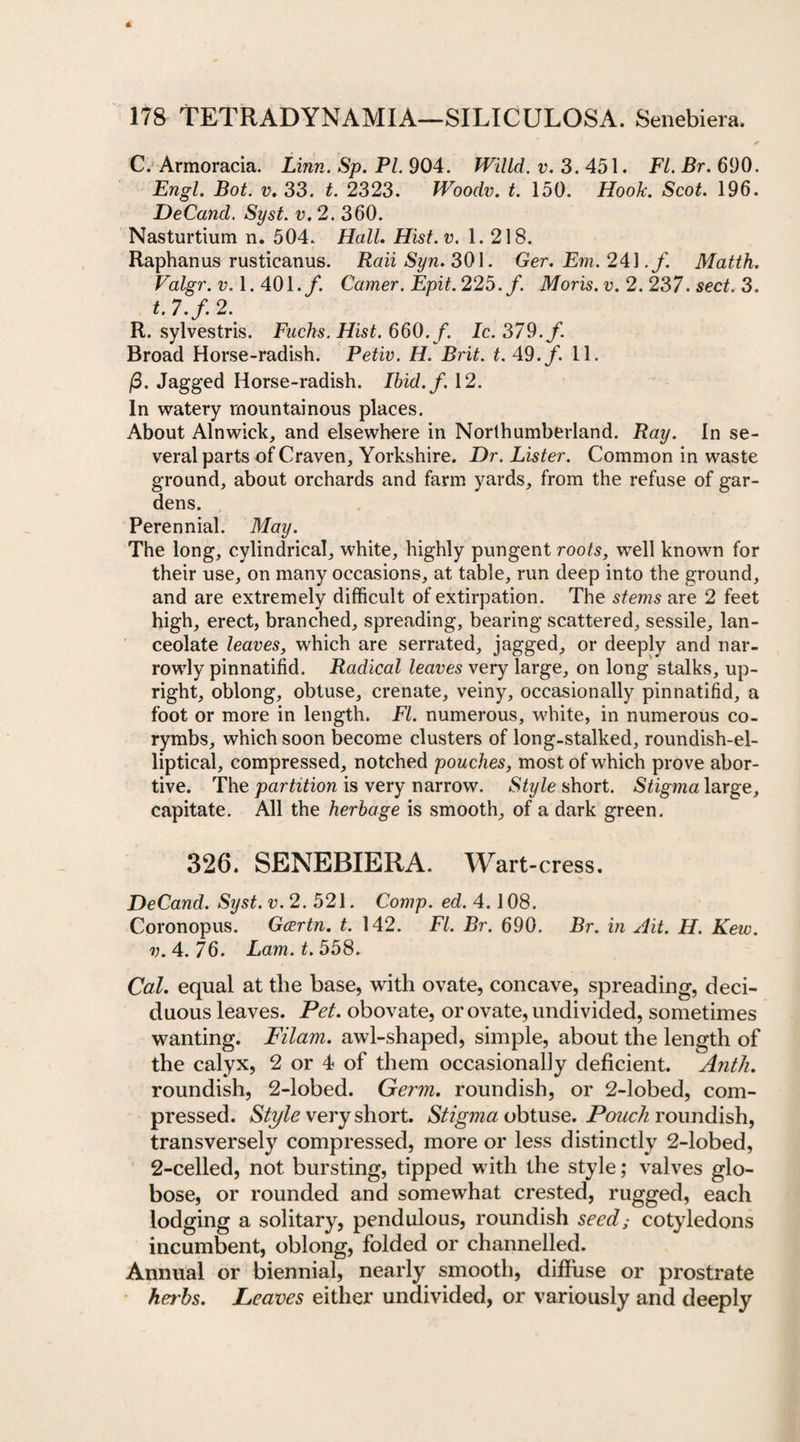 178 TETRADYNAMIA—SILICULOSA. Senebiera.
C. Armoracia. Linn. Sp. Pl. 904. Willd. v. 3. 451. Fl. Br. 690.
Engl. Bot. v. 33. t. 2323. Woodv. t. 150. Hook. Scot. 196.
DeCand. Syst. v. 2. 360.
Nasturtium n. 504. Hall. Hist. v. 1. 218.
Raphanus rusticanus. Raii Syn. 301. Ger. Em. 241. f. Matth.
Valgr. v. 1. 401. f. Camer. Epit. 225. f. Moris. v. 2. 237. sect. 3.
t. 7. f. 2.
R. sylvestris. Fuchs. Hist. 660. f. Ic. 379. f.
Broad Horse-radish. Petiv. H. Brit. t. 49. f. 11.
β. Jagged Horse-radish. Ibid. f. 12.
In watery mountainous places.
About Alnwick, and elsewhere in Northumberland. Ray. In se-
veral parts of Craven, Yorkshire. Dr. Lister. Common in waste
ground, about orchards and farm yards, from the refuse of gar-
dens.
Perennial. May.
The long, cylindrical, white, highly pungent roots, well known for
their use, on many occasions, at table, run deep into the ground,
and are extremely difficult of extirpation. The stems are 2 feet
high, erect, branched, spreading, bearing scattered, sessile, lan-
ceolate leaves, which are serrated, jagged, or deeply and nar-
rowly pinnatifid. Radical leaves very large, on long stalks, up-
right, oblong, obtuse, crenate, veiny, occasionally pinnatifid, a
foot or more in length. Fl. numerous, white, in numerous co-
rymbs, which soon become clusters of long-stalked, roundish-el-
liptical, compressed, notched pouches, most of which prove abor-
tive. The partition is very narrow. Style short. Stigma large,
capitate. All the herbage is smooth, of a dark green.
326. SENEBIERA. Wart-cress.
DeCand. Syst. v. 2. 521. Comp. ed. 4. 108.
Coronopus. Gærtn. t. 142. Fl. Br. 690. Br. in Ait. H. Kew.
v. 4. 76. Lam. t. 558.
Cal. equal at the base, with ovate, concave, spreading, deci-
duous leaves. Pet. obovate, or ovate, undivided, sometimes
wanting. Filam. awl-shaped, simple, about the length of
the calyx, 2 or 4 of them occasionally deficient. Anth.
roundish, 2-lobed. Germ. roundish, or 2-lobed, com-
pressed. Style very short. Stigma obtuse. Pouch roundish,
transversely compressed, more or less distinctly 2-lobed,
2-celled, not bursting, tipped with the style; valves glo-
bose, or rounded and somewhat crested, rugged, each
lodging a solitary, pendulous, roundish seed; cotyledons
incumbent, oblong, folded or channelled.
Annual or biennial, nearly smooth, diffuse or prostrate
herbs. Leaves either undivided, or variously and deeply